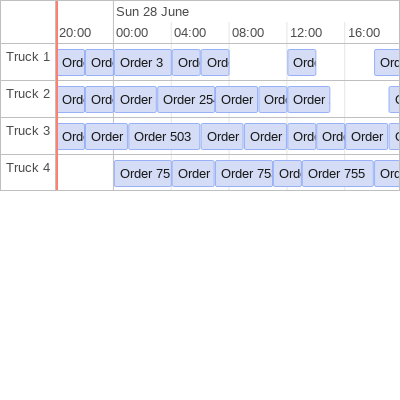 Sun 28 June
20:00 00:00 04:00 08:00 12:00 16:00
Truck 1 Ord Ord Order 3 Ord Ord Ord Ord
Truck 2 Ord Ord Order Order 25 Order Ord Order
Truck 3 Ord Order Order 503 Order Order Ord Ord Order
Truck 4 Order 75 Order Order 75 Ord Order 755 Ord